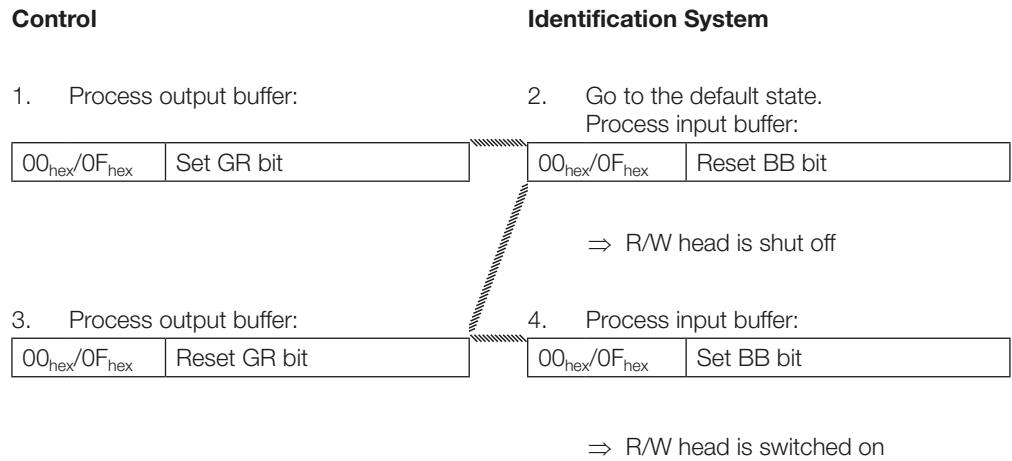 Control
Identification System
1. Process output buffer:
2. Go to the default state.
Process input buffer:
00hex/0Fhex Set GR bit
00hex/0Fhex Reset BB bit
⇒ R/W head is shut off
3. Process output buffer:
4. Process input buffer:
00hex/0Fhex Reset GR bit
00hex/0Fhex Set BB bit
⇒ R/W head is switched on